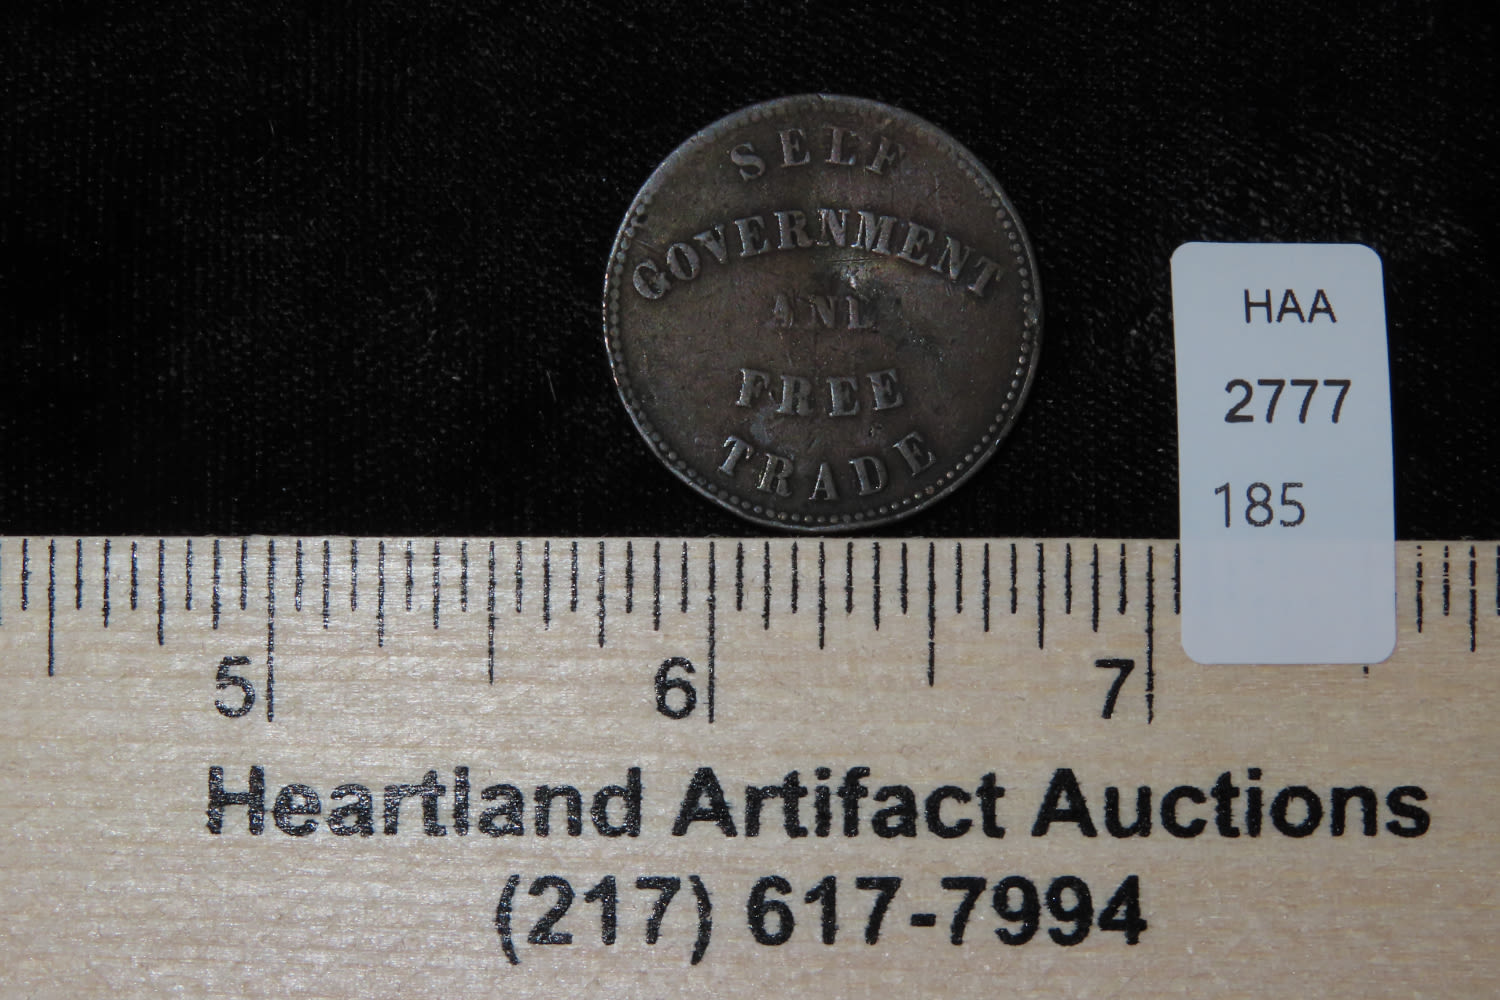 SELF
GOVERNMENT
AND
FREE
TRADE
HAA
2777
185
5 6 7
Heartland Artifact Auctions
(217) 617-7994